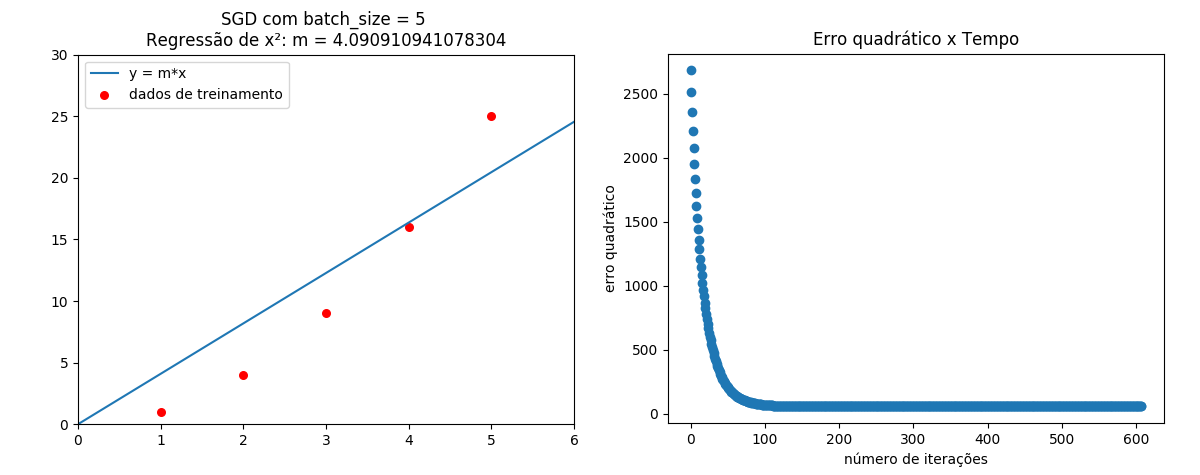 SGD com batch_size = 5
Regressão de x²: m = 4.090910941078304
y = m*x
dados de treinamento
30
25
20
15
10
5
0
0 1 2 3 4 5 6
Erro quadrático x Tempo
erro quadrático
2500
2000
1500
1000
500
0
0 100 200 300 400 500 600
número de iterações